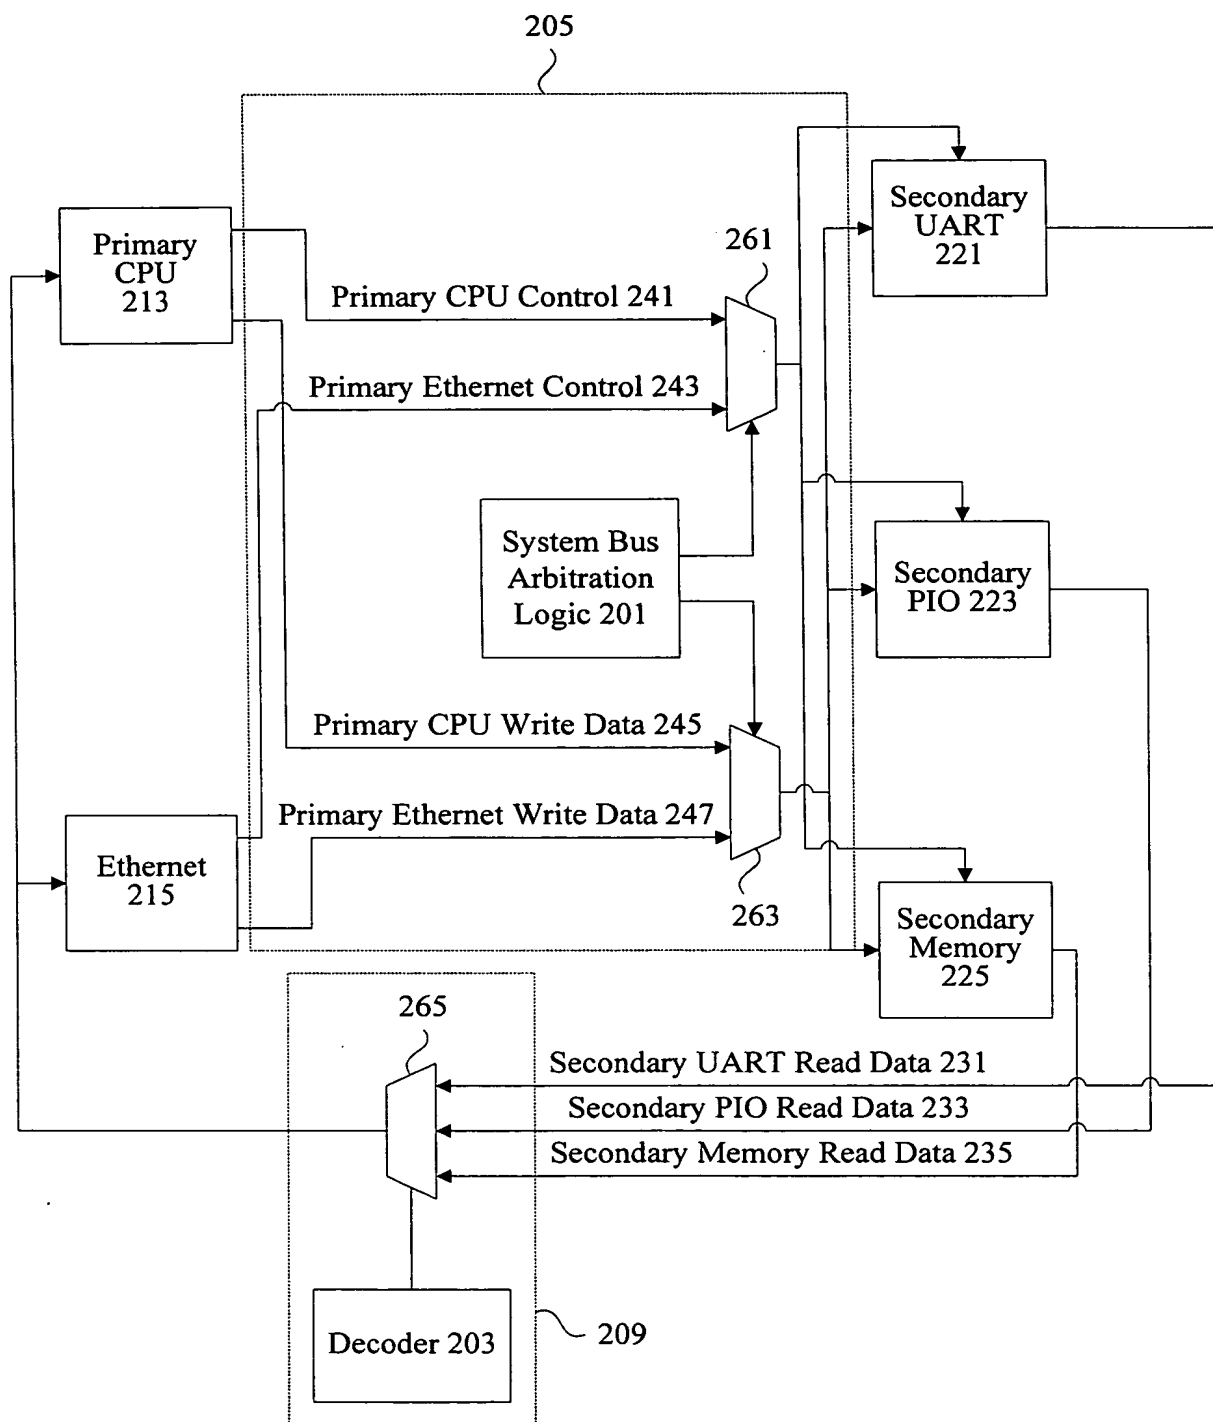 205
Primary
CPU
213
261
Secondary
UART
221
Primary CPU Control 241
Primary Ethernet Control 243
System Bus
Arbitration
Logic 201
Secondary
PIO 223
Primary CPU Write Data 245
Primary Ethernet Write Data 247
Ethernet
215
263
Secondary
Memory
225
265
Secondary UART Read Data 231
Secondary PIO Read Data 233
Secondary Memory Read Data 235
Decoder 203
209